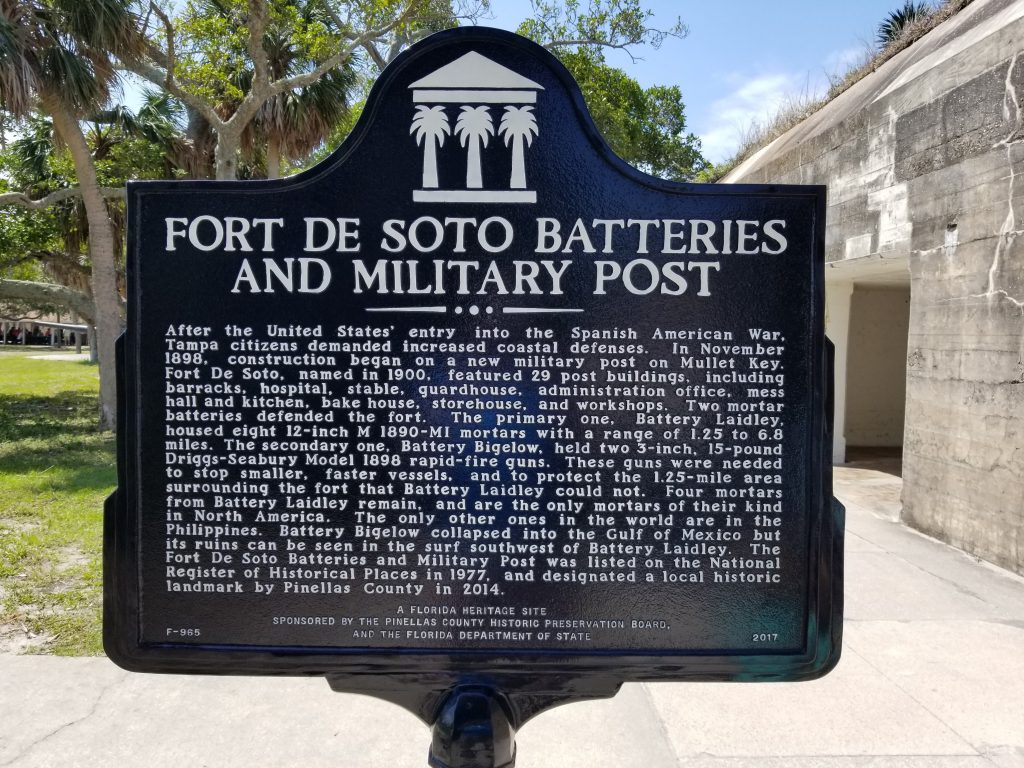 FORT DE SOTO BATTERIES
AND MILITARY POST
After the United States' entry into the Spanish American War,
Tampa citizens demanded increased coastal defenses. In November
1898, construction began on a new military post on Mullet Key.
Fort De Soto, named in 1900, featured 29 post buildings, including
barracks, hospital, stable, guardhouse, administration office, mess
hall and kitchen, bake house, storehouse, and workshops. Two mortar
batteries defended the fort. The primary one, Battery Laidley,
housed eight 12-inch M 1890-MI mortars with a range of 1.25 to 6.8
miles. The secondary one, Battery Bigelow, held two 3-inch, 15-pound
Driggs-Seabury Model 1898 rapid-fire guns. These guns were needed
to stop smaller, faster vessels, and to protect the 1.25-mile area
surrounding the fort that Battery Laidley could not. Four mortars
from Battery Laidley remain, and are the only mortars of their kind
in North America. The only other ones in the world are in the
Philippines. Battery Bigelow collapsed into the Gulf of Mexico but
its ruins can be seen in the surf southwest of Battery Laidley. The
Fort De Soto Batteries and Military Post was listed on the National
Register of Historical Places in 1977, and designated a local historic
landmark by Pinellas County in 2014.
A FLORIDA HERITAGE SITE
SPONSORED BY THE PINELLAS COUNTY HISTORIC PRESERVATION BOARD,
F-965 AND THE FLORIDA DEPARTMENT OF STATE 2017